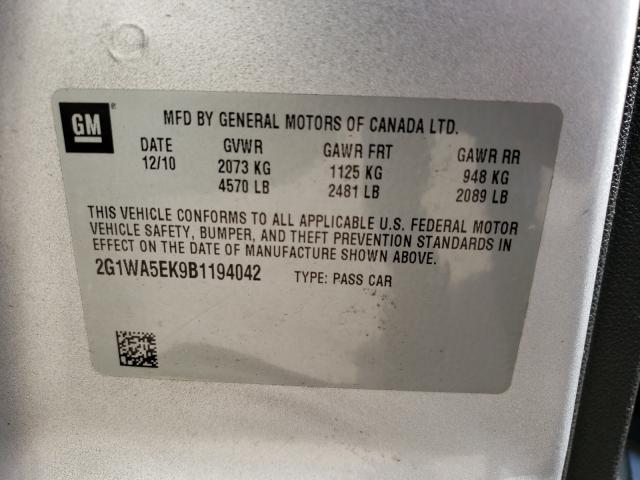 GM ®
MFD BY GENERAL MOTORS OF CANADA LTD.
DATE GVWR GAWR FRT GAWR RR
12/10 2073 KG 1125 KG 948 KG
4570 LB 2481 LB 2089 LB
THIS VEHICLE CONFORMS TO ALL APPLICABLE U.S. FEDERAL MOTOR
VEHICLE SAFETY, BUMPER, AND THEFT PREVENTION STANDARDS IN
EFFECT ON THE DATE OF MANUFACTURE SHOWN ABOVE.
2G1WA5EK9B1194042 TYPE: PASS CAR